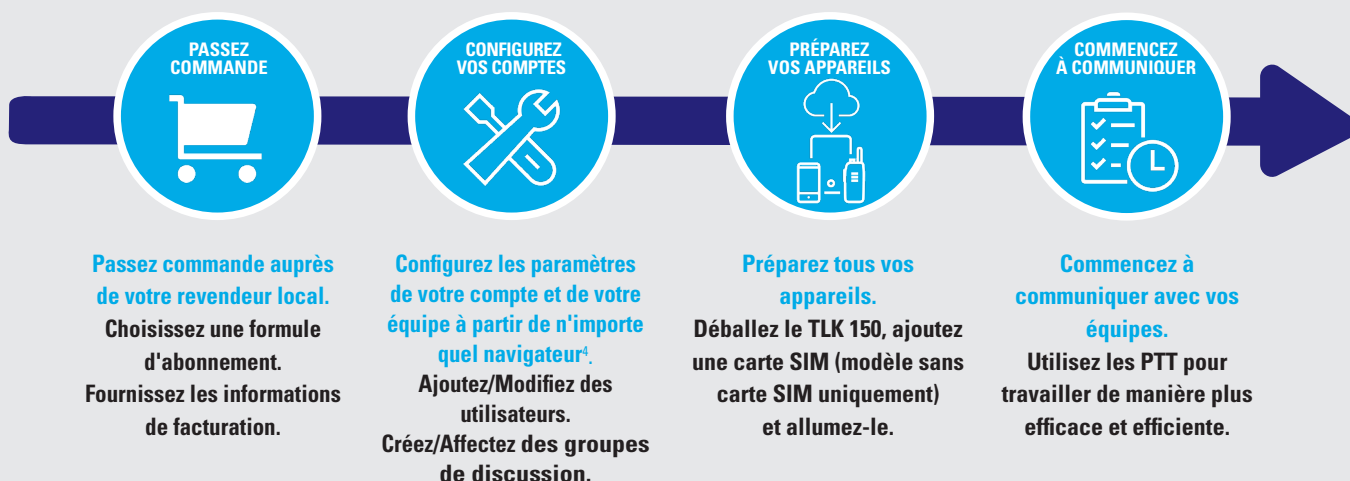 PASSEZ
COMMANDE
CONFIGUREZ
VOS COMPTES
PRÉPAREZ
VOS APPAREILS
COMMENCEZ
À COMMUNIQUER
Passez commande auprès
de votre revendeur local.
Choisissez une formule
d'abonnement.
Fournissez les informations
de facturation.
Configurez les paramètres
de votre compte et de votre
équipe à partir de n'importe
quel navigateur⁴.
Ajoutez/Modifiez des
utilisateurs.
Créez/Affectez des groupes
de discussion.
Préparez tous vos
appareils.
Déballez le TLK 150, ajoutez
une carte SIM (modèle sans
carte SIM uniquement)
et allumez-le.
Commencez à
communiquer avec vos
équipes.
Utilisez les PTT pour
travailler de manière plus
efficace et efficiente.